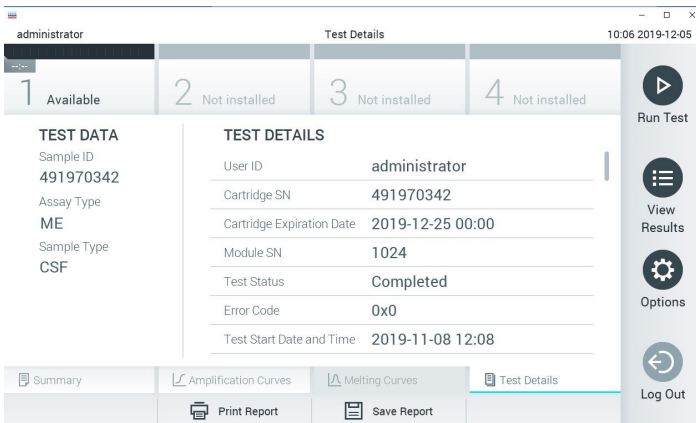 administrator
Test Details
10:06 2019-12-05
--:--
1 Available
2 Not installed
3 Not installed
4 Not installed
Run Test
View
Results
Options
Log Out
TEST DATA
Sample ID
491970342
Assay Type
ME
Sample Type
CSF
TEST DETAILS
User ID administrator
Cartridge SN 491970342
Cartridge Expiration Date 2019-12-25 00:00
Module SN 1024
Test Status Completed
Error Code 0x0
Test Start Date and Time 2019-11-08 12:08
Summary
Amplification Curves
Melting Curves
Test Details
Print Report
Save Report